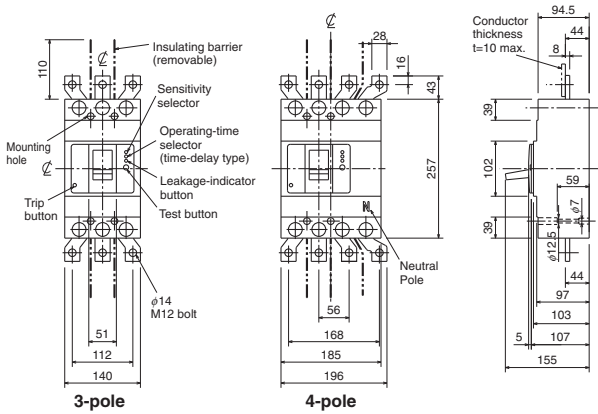 ℄
Insulating barrier
(removable)
110
℄
Sensitivity
selector
Operating-time
selector
(time-delay type)
Mounting
hole
℄
Leakage-indicator
button
Trip
button
Test button
φ14
M12 bolt
51
112
140
3-pole
℄
28
16
43
257
N
Neutral
Pole
56
168
185
196
4-pole
Conductor
thickness
t=10 max.
94.5
44
8
39
102
59
φ7
39
φ12.5
44
97
103
5
107
155